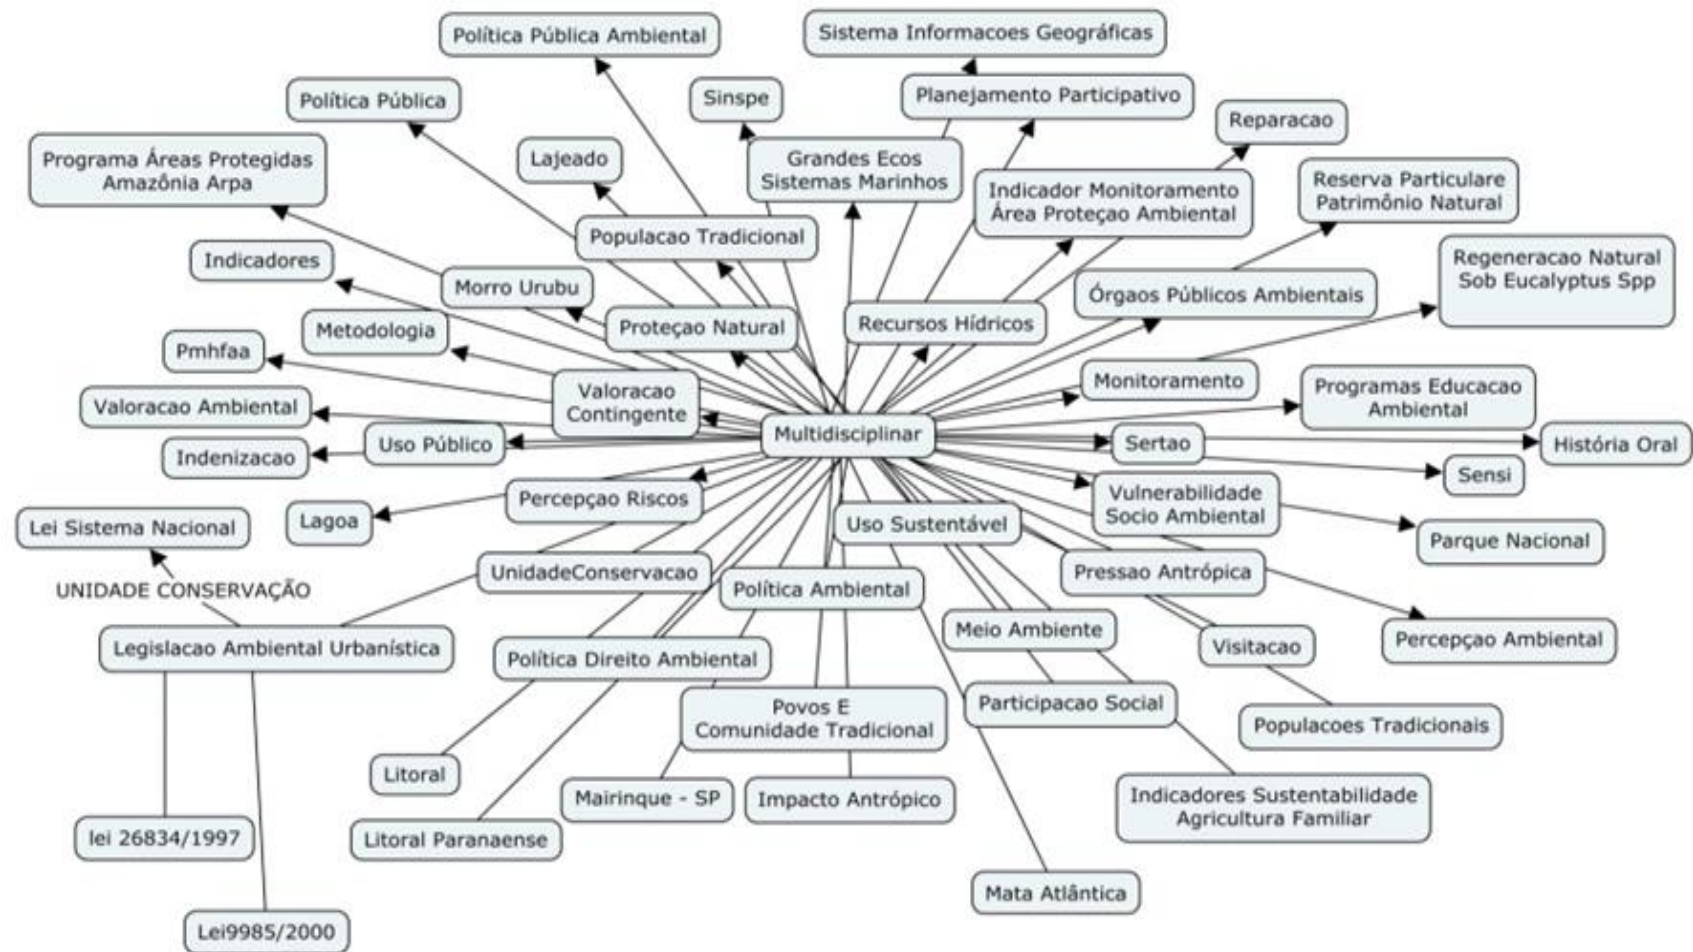 Sistema Informacoes Geográficas
Política Pública Ambiental
Planejamento Participativo
Sinspe
Política Pública
Reparacao
Programa Áreas Protegidas
Amazônia Arpa
Lajeado
Grandes Ecos
Sistemas Marinhos
Indicador Monitoramento
Área Proteçao Ambiental
Reserva Particulare
Patrimônio Natural
Populacao Tradicional
Indicadores
Regeneracao Natural
Sob Eucalyptus Spp
Morro Urubu
Órgaos Públicos Ambientais
Metodologia
Proteçao Natural
Recursos Hídricos
Pmhfaa
Valoracao
Contingente
Monitoramento
Programas Educacao
Ambiental
Valoracao Ambiental
Multidisciplinar
Uso Público
Sertao
História Oral
Indenizacao
Sensi
Percepçao Riscos
Vulnerabilidade
Socio Ambiental
Lagoa
Lei Sistema Nacional
Uso Sustentável
Parque Nacional
UnidadeConservacao
Pressao Antrópica
UNIDADE CONSERVAÇÃO
Política Ambiental
Meio Ambiente
Percepçao Ambiental
Legislacao Ambiental Urbanística
Visitacao
Política Direito Ambiental
Participacao Social
Povos E
Comunidade Tradicional
Populacoes Tradicionais
Litoral
Mairinque - SP
Impacto Antrópico
Indicadores Sustentabilidade
Agricultura Familiar
lei 26834/1997
Litoral Paranaense
Mata Atlântica
Lei9985/2000